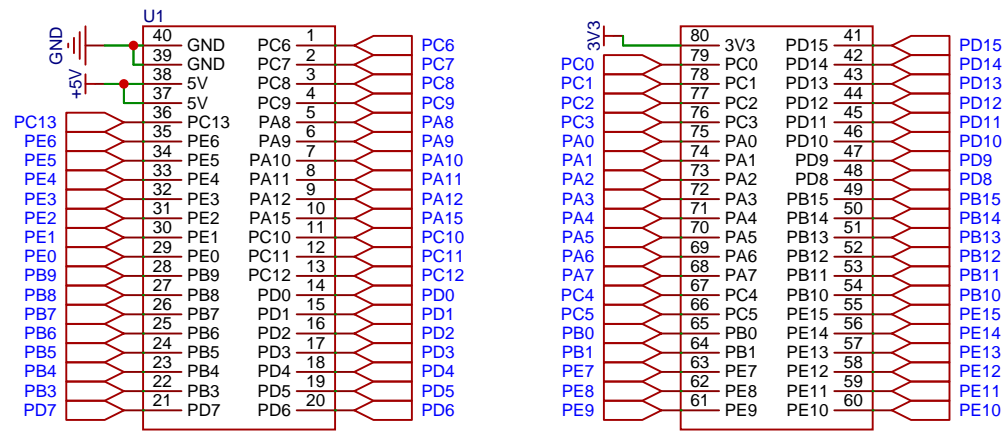 U1
GND 40 GND PC6 1 PC6
39 GND PC7 2 PC7
+5V 38 5V PC8 3 PC8
37 5V PC9 4 PC9
PC13 36 PC13 PA8 5 PA8
PE6 35 PE6 PA9 6 PA9
PE5 34 PE5 PA10 7 PA10
PE4 33 PE4 PA11 8 PA11
PE3 32 PE3 PA12 9 PA12
PE2 31 PE2 PA15 10 PA15
PE1 30 PE1 PC10 11 PC10
PE0 29 PE0 PC11 12 PC11
PB9 28 PB9 PC12 13 PC12
PB8 27 PB8 PD0 14 PD0
PB7 26 PB7 PD1 15 PD1
PB6 25 PB6 PD2 16 PD2
PB5 24 PB5 PD3 17 PD3
PB4 23 PB4 PD4 18 PD4
PB3 22 PB3 PD5 19 PD5
PD7 21 PD7 PD6 20 PD6
3V3 80 3V3 PD15 41 PD15
PC0 79 PC0 PD14 42 PD14
PC1 78 PC1 PD13 43 PD13
PC2 77 PC2 PD12 44 PD12
PC3 76 PC3 PD11 45 PD11
PA0 75 PA0 PD10 46 PD10
PA1 74 PA1 PD9 47 PD9
PA2 73 PA2 PD8 48 PD8
PA3 72 PA3 PB15 49 PB15
PA4 71 PA4 PB14 50 PB14
PA5 70 PA5 PB13 51 PB13
PA6 69 PA6 PB12 52 PB12
PA7 68 PA7 PB11 53 PB11
PC4 67 PC4 PB10 54 PB10
PC5 66 PC5 PE15 55 PE15
PB0 65 PB0 PE14 56 PE14
PB1 64 PB1 PE13 57 PE13
PE7 63 PE7 PE12 58 PE12
PE8 62 PE8 PE11 59 PE11
PE9 61 PE9 PE10 60 PE10